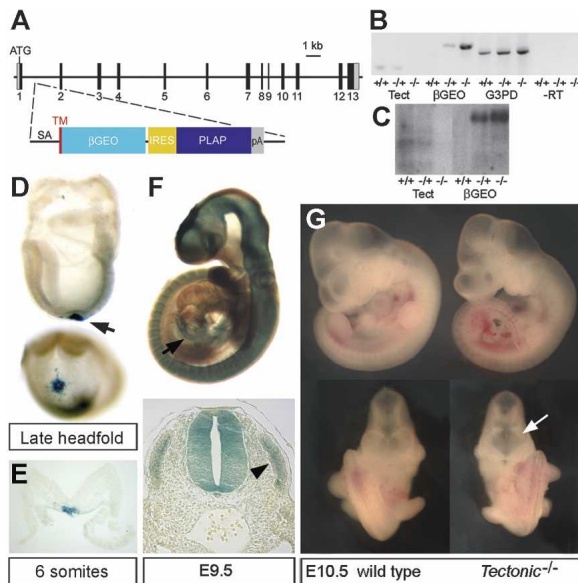 A
ATG
1 kb
1 2 3 4 5 6 7 8 9 10 11 12 13
SA
TM
βGEO IRES PLAP pA
B
+/+ -/+ -/- +/+ -/+ -/- +/+ -/+ -/- +/+ -/+ -/-
Tect βGEO G3PD -RT
C
+/+ -/+ -/- +/+ -/+ -/-
Tect βGEO
D
Late headfold
E
6 somites
F
E9.5
G
E10.5 wild type Tectonic-/-